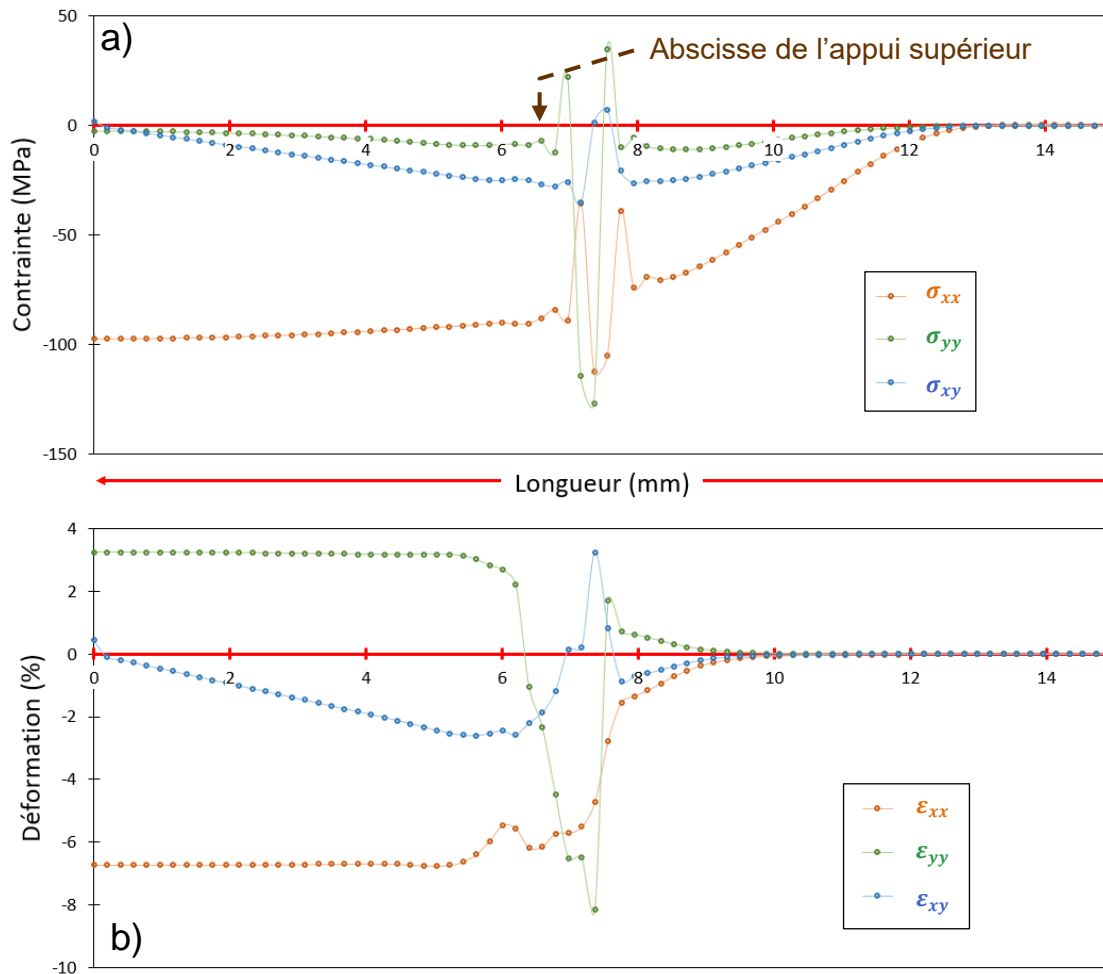 a)
Abscisse de l’appui supérieur
Contrainte (MPa)
50
0
-50
-100
-150
0 2 4 6 8 10 12 14
σxx
σyy
σxy
Longueur (mm)
Déformation (%)
4
2
0
-2
-4
-6
-8
-10
0 2 4 6 8 10 12 14
εxx
εyy
εxy
b)